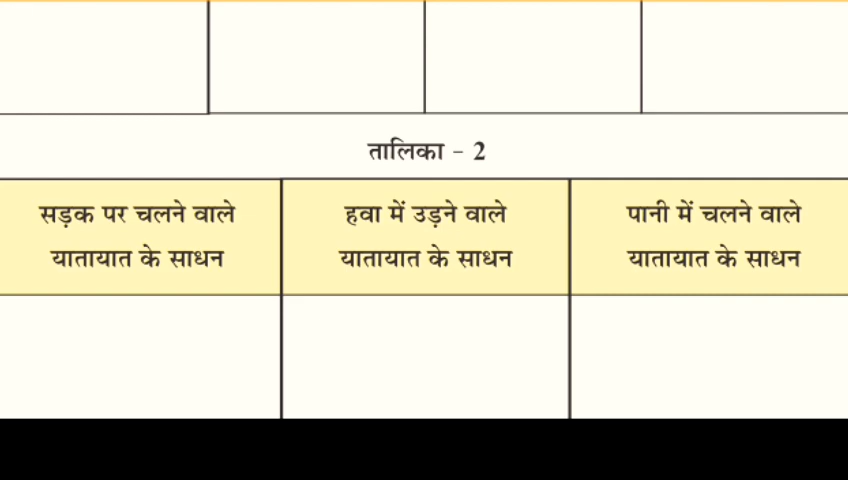 तालिका - 2
सड़क पर चलने वाले
यातायात के साधन
हवा में उड़ने वाले
यातायात के साधन
पानी में चलने वाले
यातायात के साधन